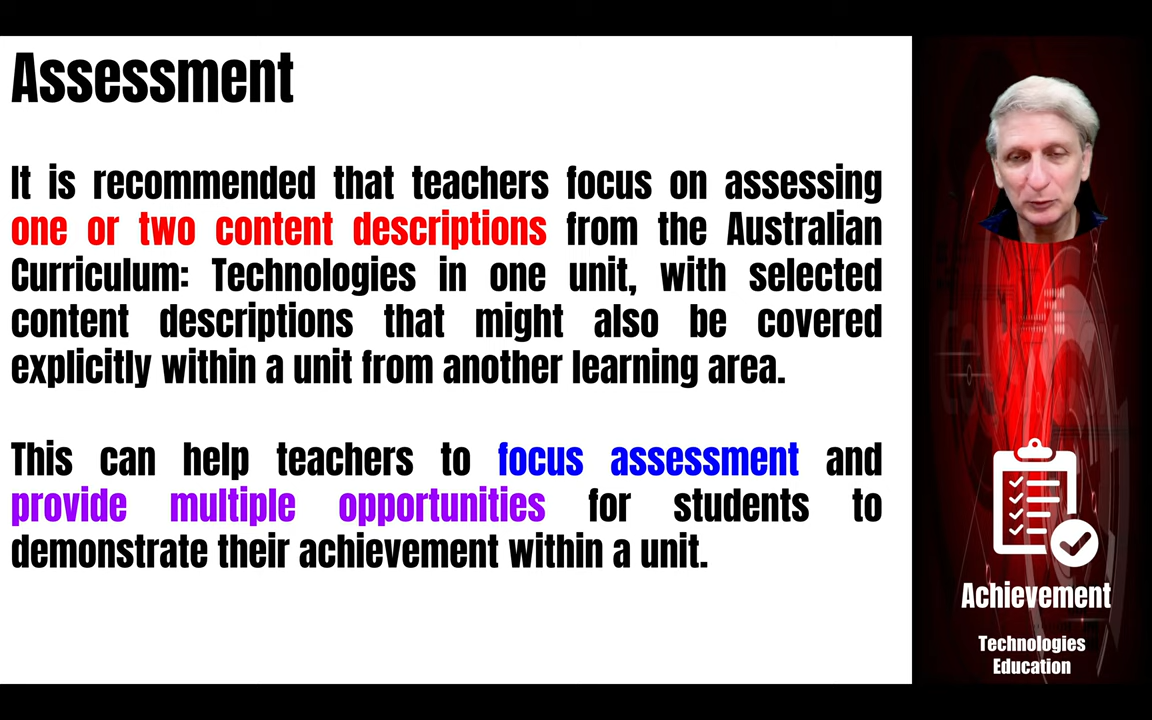 Assessment
It is recommended that teachers focus on assessing
one or two content descriptions from the Australian
Curriculum: Technologies in one unit, with selected
content descriptions that might also be covered
explicitly within a unit from another learning area.
This can help teachers to focus assessment and
provide multiple opportunities for students to
demonstrate their achievement within a unit.
Achievement
Technologies
Education